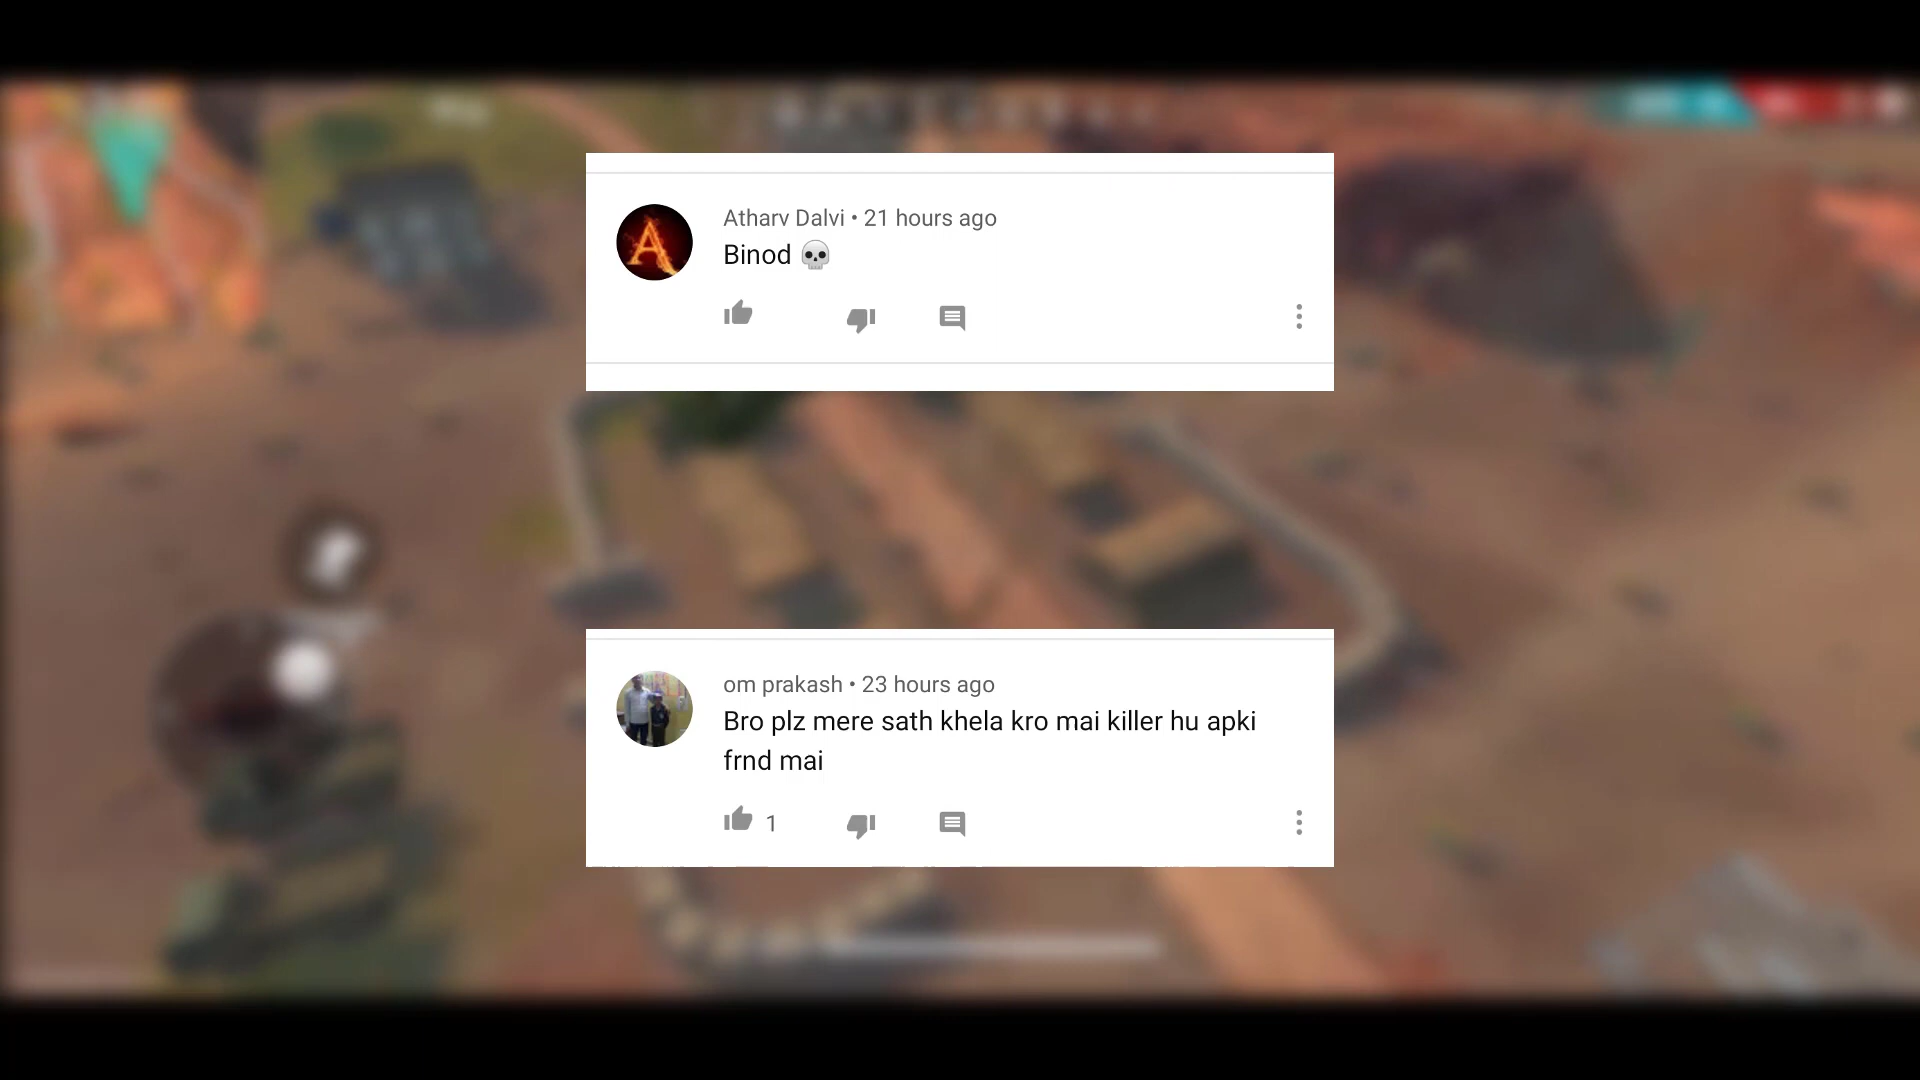 Atharv Dalvi • 21 hours ago
Binod 💀
om prakash • 23 hours ago
Bro plz mere sath khela kro mai killer hu apki
frnd mai
1